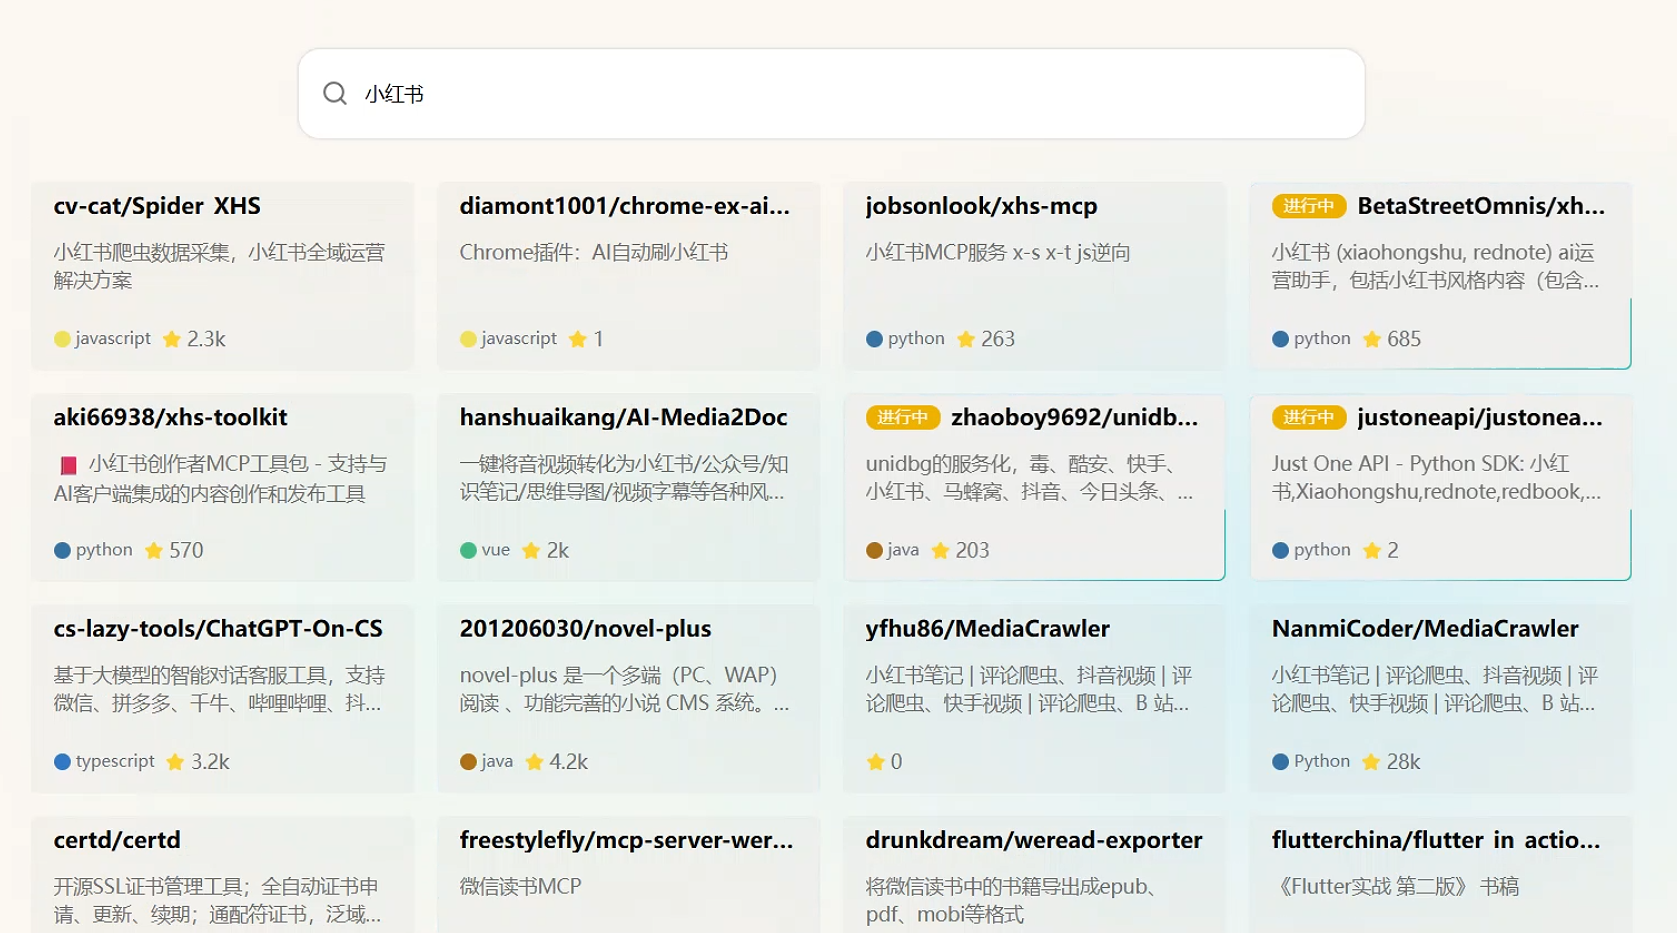 小红书
cv-cat/Spider_XHS
小红书爬虫数据采集，小红书全域运营
解决方案
javascript 2.3k
diamont1001/chrome-ex-ai...
Chrome插件：AI自动刷小红书
javascript 1
jobsonlook/xhs-mcp
小红书MCP服务 x-s x-t js逆向
python 263
进行中 BetaStreetOmnis/xh...
小红书 (xiaohongshu, rednote) ai运
营助手，包括小红书风格内容（包含...
python 685
aki66938/xhs-toolkit
小红书创作者MCP工具包 - 支持与
AI客户端集成的内容创作和发布工具
python 570
hanshuaikang/AI-Media2Doc
一键将音视频转化为小红书/公众号/知
识笔记/思维导图/视频字幕等各种风...
vue 2k
进行中 zhaoboy9692/unidb...
unidbg的服务化，毒、酷安、快手、
小红书、马蜂窝、抖音、今日头条、...
java 203
进行中 justoneapi/justonea...
Just One API - Python SDK: 小红
书,Xiaohongshu,rednote,redbook,...
python 2
cs-lazy-tools/ChatGPT-On-CS
基于大模型的智能对话客服工具，支持
微信、拼多多、千牛、哔哩哔哩、抖...
typescript 3.2k
201206030/novel-plus
novel-plus 是一个多端（PC、WAP）
阅读 、功能完善的小说 CMS 系统。...
java 4.2k
yfhu86/MediaCrawler
小红书笔记 | 评论爬虫、抖音视频 | 评
论爬虫、快手视频 | 评论爬虫、B 站...
0
NanmiCoder/MediaCrawler
小红书笔记 | 评论爬虫、抖音视频 | 评
论爬虫、快手视频 | 评论爬虫、B 站...
Python 28k
certd/certd
开源SSL证书管理工具；全自动证书申
请、更新、续期；通配符证书，泛域...
freestylefly/mcp-server-wer...
微信读书MCP
drunkdream/weread-exporter
将微信读书中的书籍导出成epub、
pdf、mobi等格式
flutterchina/flutter_in_actio...
《Flutter实战 第二版》 书稿